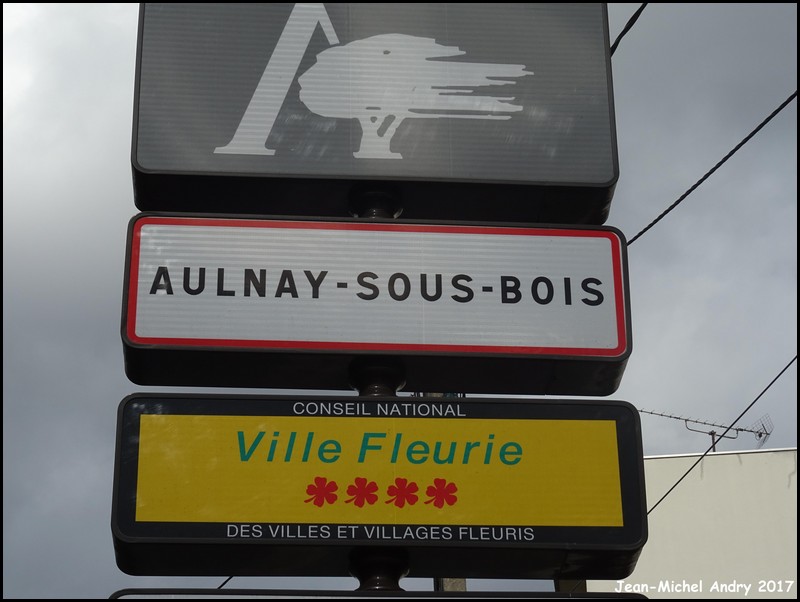 AULNAY-SOUS-BOIS
CONSEIL NATIONAL
Ville Fleurie
DES VILLES ET VILLAGES FLEURIS
Jean-Michel Andry 2017